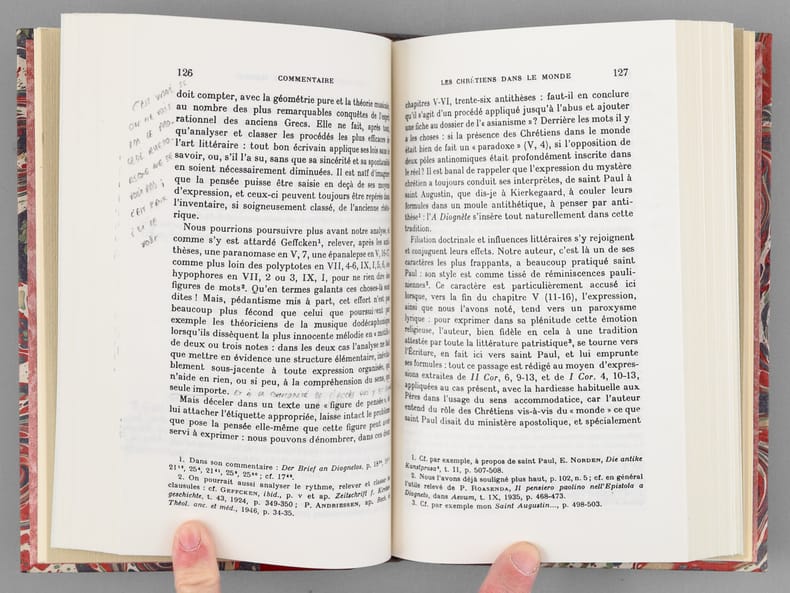 126
COMMENTAIRE
doit compter, avec la géométrie pure et la théorie musicale,
au nombre des plus remarquables conquêtes de l'esprit
rationnel des anciens Grecs. Elle ne fait, après tout,
qu'analyser et classer les procédés les plus efficaces de
l'art littéraire : tout bon écrivain applique ses lois sans le
savoir, ou, s'il l'a su, sans que sa sincérité et sa spontanéité
en soient nécessairement diminuées. Il est naïf d'imaginer
que la pensée puisse être saisie en deçà de ses moyens
d'expression, et ceux-ci peuvent toujours être repérés dans
l'inventaire, si soigneusement classé, de l'ancienne rhéto-
rique.
Nous pourrions poursuivre plus avant notre analyse, et
comme s'y est attardé Geffcken¹, relever, après les anti-
thèses, une paranomase en V, 7, une épanalepse en V, 16-17
comme plus loin des polyptotes en VII, 4-6, IX, I, 5, 6, des
hypophores en VII, 2 ou 3, IX, I, pour ne rien dire des
figures de mots². Qu'en termes galants ces choses-là sont
dites ! Mais, pédantisme mis à part, cet effort n'est pas
beaucoup plus fécond que celui que poursuivent par
exemple les théoriciens de la musique dodécaphonique
lorsqu'ils dissèquent la plus innocente mélodie en « motifs »
de deux ou trois notes : dans les deux cas l'analyse ne fait
que mettre en évidence une structure élémentaire, inévita-
blement sous-jacente à toute expression organisée, qui
n'aide en rien, ou si peu, à la compréhension du sens, qui
seule importe.
Mais déceler dans un texte une « figure de pensée »,
lui attacher l'étiquette appropriée, laisse intact le problème
que pose la pensée elle-même que cette figure peut avoir
servi à exprimer : nous pouvons dénombrer, dans ces deux
1. Dans son commentaire : Der Brief an Diognetos, p.
2. On pourrait aussi analyser le rythme, relever et classer les
clausules : cf. GEFFCKEN, ibid., p. v et ap. Zeitschrift f. Kirchen-
geschichte, t. 43, 1924, p. 349-350 ; P. ANDRIESSEN, ap. Rech. de
Théol. anc. et méd., 1946, p. 34-35.
LES CHRÉTIENS DANS LE MONDE
127
chapitres V-VI, trente-six antithèses : faut-il en conclure
qu'il s'agit d'un procédé appliqué jusqu'à l'abus et ajouter
une fiche au dossier de l'« asianisme » ? Derrière les mots il y
a les choses : si la présence des Chrétiens dans le monde
était bien de fait un « paradoxe » (V, 4), si l'opposition de
deux pôles antinomiques était profondément inscrite dans
le réel ? Il est banal de rappeler que l'expression du mystère
chrétien a toujours conduit ses interprètes, de saint Paul à
saint Augustin, que dis-je à Kierkegaard, à couler leurs
formules dans un moule antithétique, à penser par anti-
thèse¹ : l'A Diognète s'insère tout naturellement dans cette
tradition.
Filiation doctrinale et influences littéraires s'y rejoignent
et conjuguent leurs effets. Notre auteur, c'est là un de ses
caractères les plus frappants, a beaucoup pratiqué saint
Paul : son style est comme tissé de réminiscences pauli-
niennes². Ce caractère est particulièrement accusé ici
lorsque, vers la fin du chapitre V (11-16), l'expression,
ainsi que nous l'avons noté, tend vers un paroxysme
lyrique : pour exprimer dans sa plénitude cette émotion
religieuse, l'auteur, bien fidèle en cela à une tradition
attestée par toute la littérature patristique³, se tourne vers
l'Écriture, en fait ici vers saint Paul, et lui emprunte
ses formules : tout ce passage est rédigé au moyen d'expres-
sions extraites de II Cor, 6, 9-13, et de I Cor. 4, 10-13,
appliquées au cas présent, avec la hardiesse habituelle aux
Pères dans l'usage du sens accommodatice, car l'auteur
entend du rôle des Chrétiens vis-à-vis du « monde » ce que
saint Paul disait du ministère apostolique, et spécialement
1. Cf. par exemple, à propos de saint Paul, E. NORDEN, Die antike
Kunstprosa³, t. II, p. 507-508.
2. Nous l'avons déjà souligné plus haut, p. 102, n. 5 ; cf. en général
l'utile relevé de P. ROASENDA, Il pensiero paolino nell'Epistola a
Diogneto, dans Aevum, t. IX, 1935, p. 468-473.
3. Cf. par exemple mon Saint Augustin..., p. 498-503.